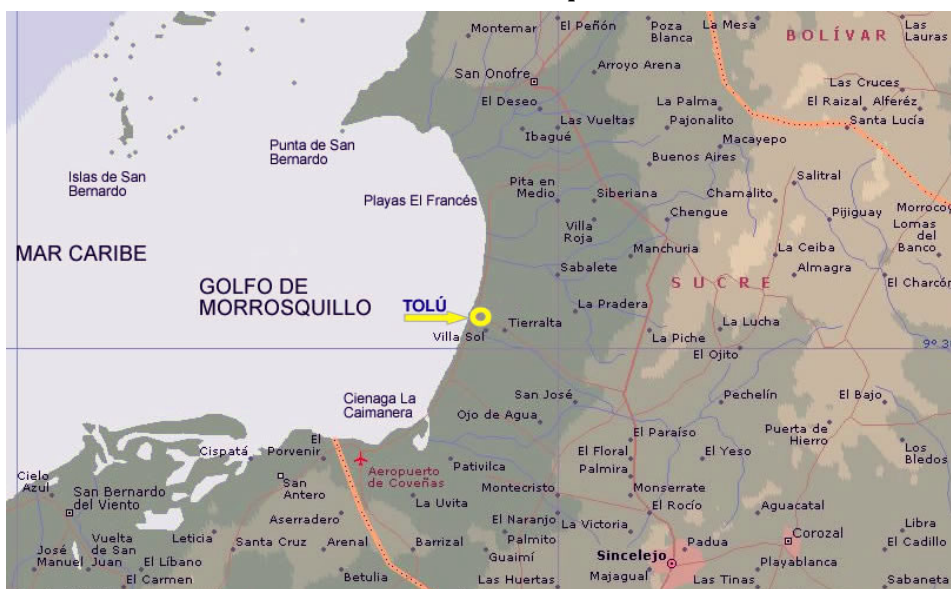 Montemar
El Peñón
Poza
Blanca
La Mesa
Las
Lauras
BOLÍVAR
San Onofre
Arroyo Arena
Las Cruces
El Deseo
La Palma
El Raizal
Alferéz
Las Vueltas
Ibagué
Pajonalito
Santa Lucía
Macayepo
Punta de San
Bernardo
Buenos Aires
Islas de San
Bernardo
Pita en
Medio
Siberiana
Chamalito
Salitral
Playas El Francés
Morrocoy
Chengue
Pijiguay
Lomas
del
Banco
Villa
Roja
MAR CARIBE
Manchuria
La Ceiba
Sabalete
Almagra
El Charcón
GOLFO DE
MORROSQUILLO
SUCRE
TOLÚ
La Pradera
Villa Sol
Tierralta
La Piche
La Lucha
El Ojito
9º 30
Cienaga La
Caimanera
San José
Pechelín
El Bajo
Ojo de Agua
El Paraíso
Puerta de
Hierro
El
Porvenir
Cispatá
El Floral
Palmira
El Yeso
Los
Bledos
Aeropuerto
de Coveñas
Pativilca
Cielo
Azul
San Bernardo
del Viento
San
Antero
La Uvita
Montecristo
Monserrate
El Rocío
Aguacatal
Aserradero
El Naranjo
La Victoria
Palmito
Libra
Leticia
Vuelta
de San
Juan
Corozal
El Cadillo
José
Manuel
Santa Cruz
Arenal
Barrizal
Guaimí
Sincelejo
Padua
El Líbano
Playablanca
El Carmen
Betulia
Las Huertas
Majagual
Las Tinas
Sabaneta